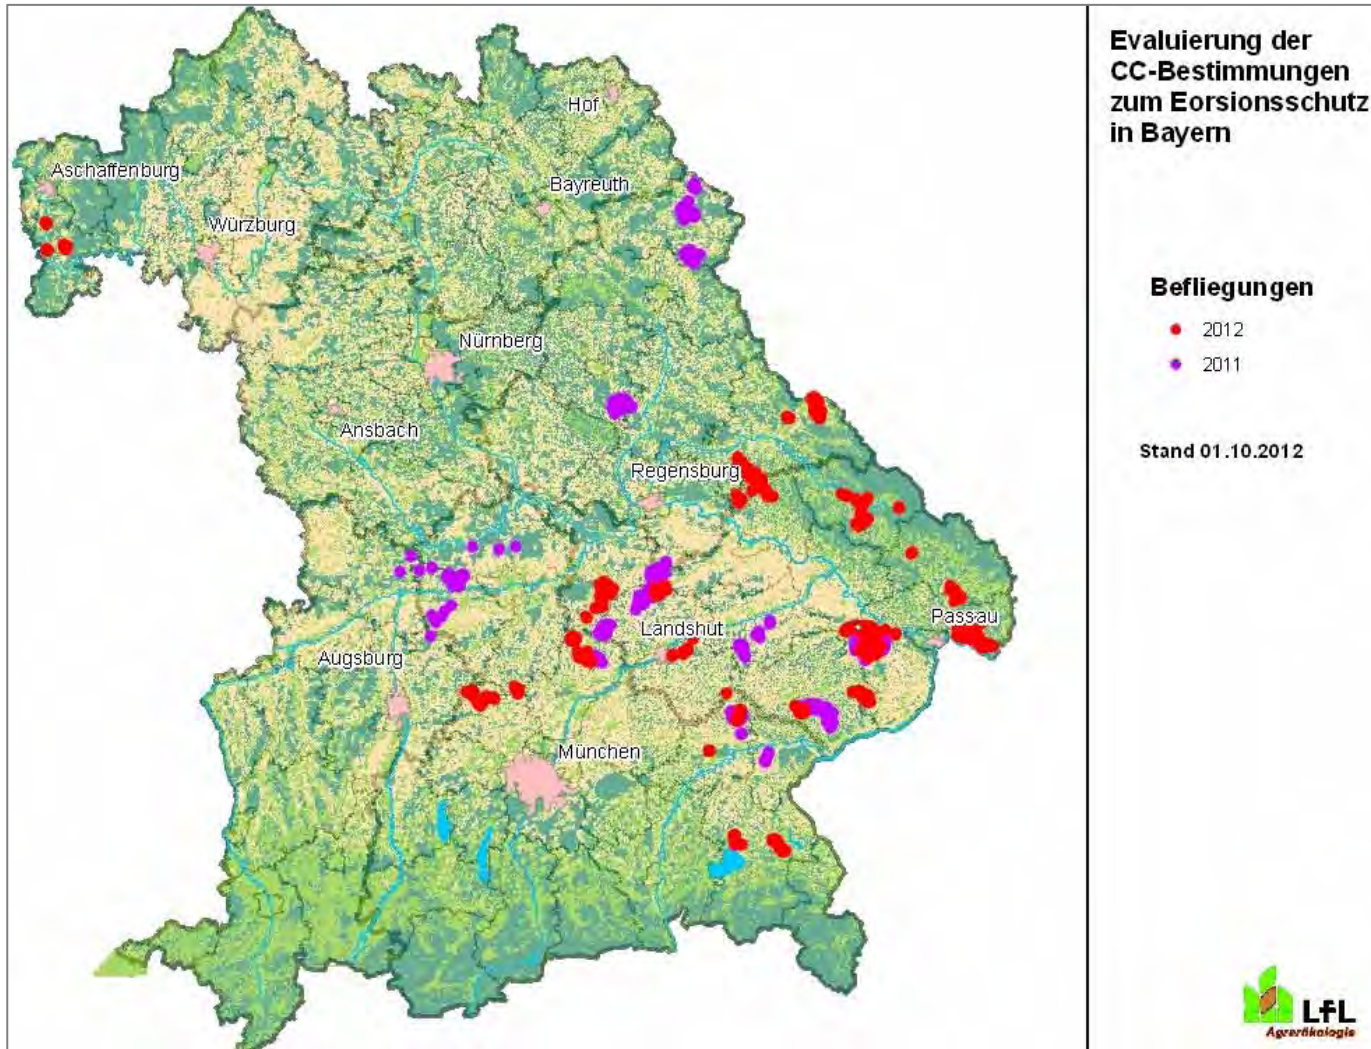 Evaluierung der
CC-Bestimmungen
zum Eorsionsschutz
in Bayern
Befliegungen
2012
2011
Stand 01.10.2012
Hof
Aschaffenburg
Bayreuth
Würzburg
Nürnberg
Ansbach
Regensburg
Passau
Landshut
Augsburg
München
LfL
Agrarökologie